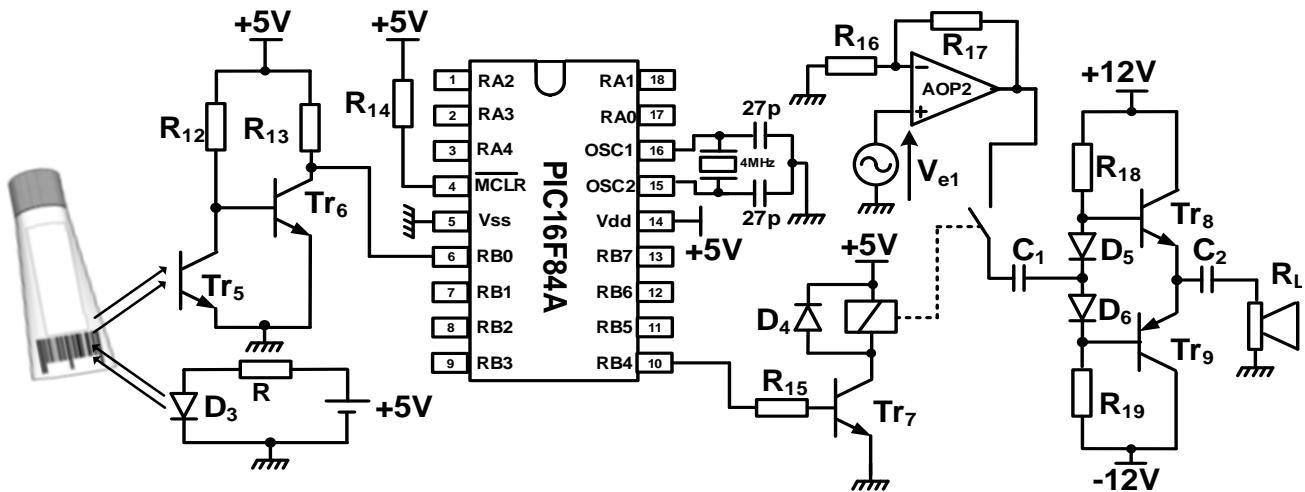 +5V
R12
R13
Tr6
Tr5
R
D3
+5V
+5V
R14
PIC16F84A
1 RA2
2 RA3
3 RA4
4 MCLR
5 Vss
6 RB0
7 RB1
8 RB2
9 RB3
RA1 18
RA0 17
OSC1 16
OSC2 15
Vdd 14
RB7 13
RB6 12
RB5 11
RB4 10
27p
4MHz
27p
+5V
R16
R17
AOP2
Ve1
+5V
D4
R15
Tr7
C1
+12V
R18
Tr8
D5
D6
C2
RL
Tr9
R19
-12V